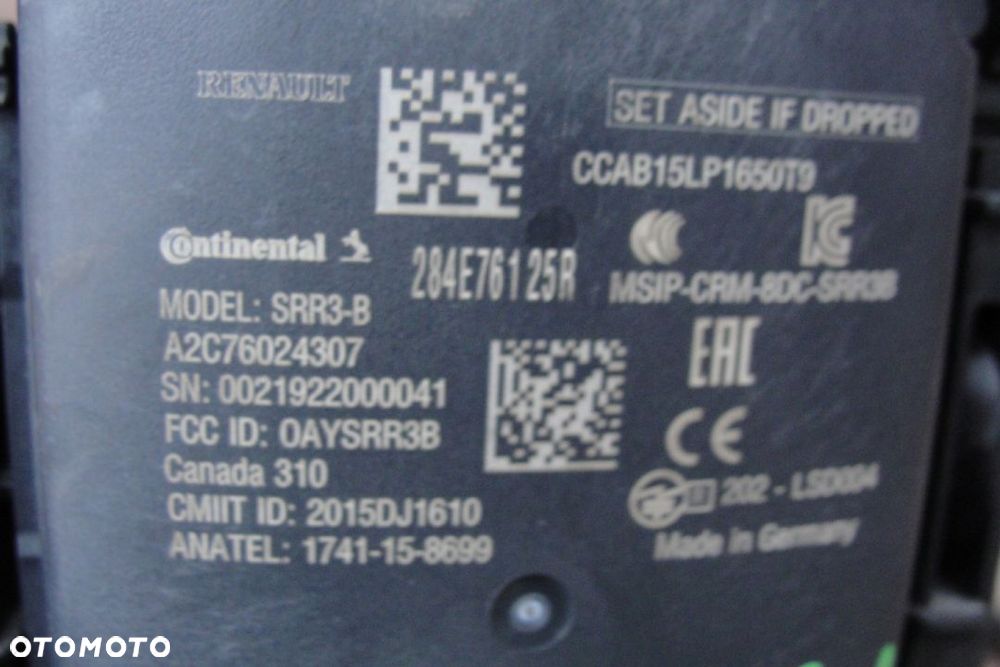 RENAULT
SET ASIDE IF DROPPED
CCAB15LP1650T9
Continental
284E76125R
MSIP-CRM-8DC-SRR3B
MODEL: SRR3-B
A2C76024307
SN: 0021922000041
FCC ID: OAYSRR3B
Canada 310
CMIIT ID: 2015DJ1610
ANATEL: 1741-15-8699
EAC
CE
202 - LSD004
Made in Germany
OTOMOTO